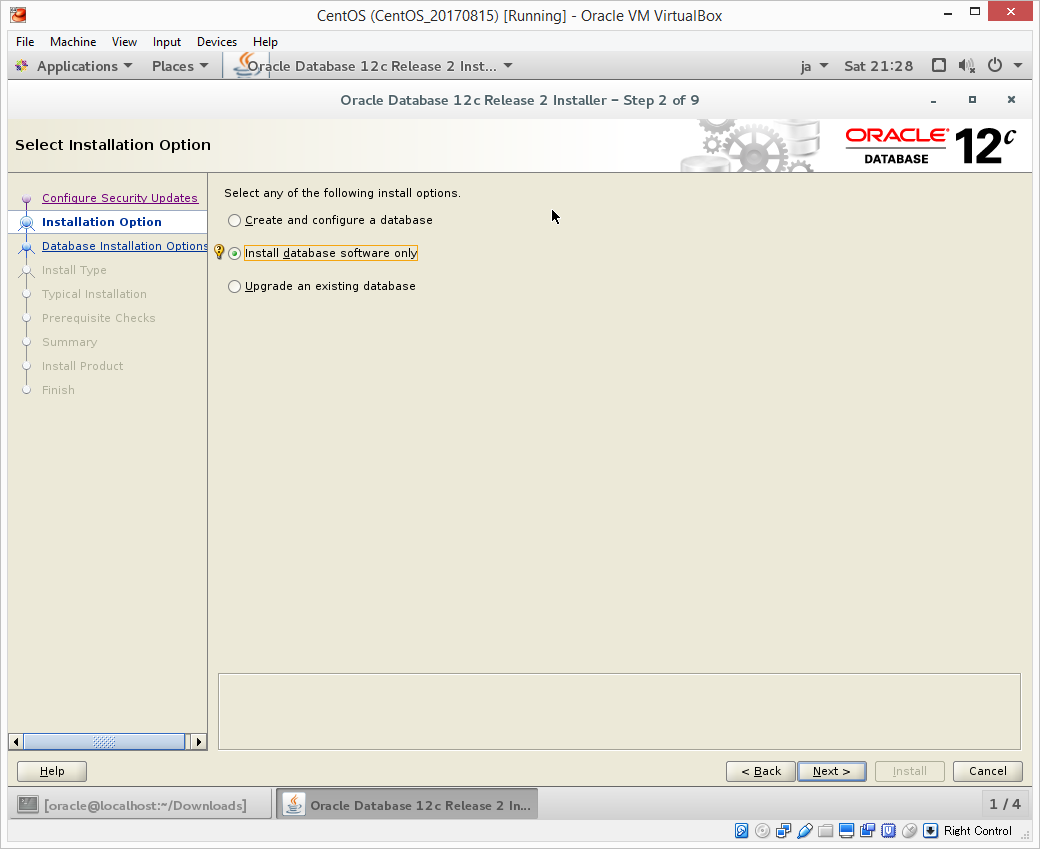 CentOS (CentOS_20170815) [Running] - Oracle VM VirtualBox
File Machine View Input Devices Help
Applications Places Oracle Database 12c Release 2 Inst... ja Sat 21:28
Oracle Database 12c Release 2 Installer – Step 2 of 9
Select Installation Option
ORACLE
DATABASE
12c
Configure Security Updates
Installation Option
Database Installation Options
Install Type
Typical Installation
Prerequisite Checks
Summary
Install Product
Finish
Select any of the following install options.
Create and configure a database
Install database software only
Upgrade an existing database
Help < Back Next > Install Cancel
[oracle@localhost:~/Downloads] Oracle Database 12c Release 2 In... 1 / 4
Right Control